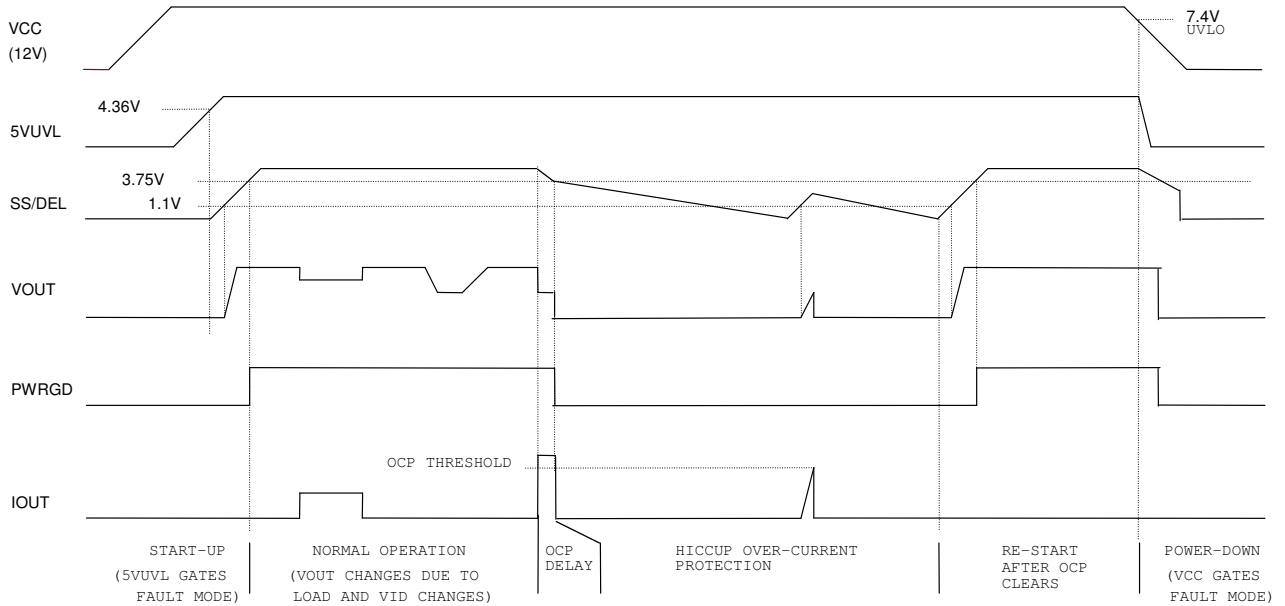 VCC
(12V)
7.4V
UVLO
4.36V
5VUVL
3.75V
SS/DEL
1.1V
VOUT
PWRGD
OCP THRESHOLD
IOUT
START-UP
(5VUVL GATES
FAULT MODE)
NORMAL OPERATION
(VOUT CHANGES DUE TO
LOAD AND VID CHANGES)
OCP
DELAY
HICCUP OVER-CURRENT
PROTECTION
RE-START
AFTER OCP
CLEARS
POWER-DOWN
(VCC GATES
FAULT MODE)